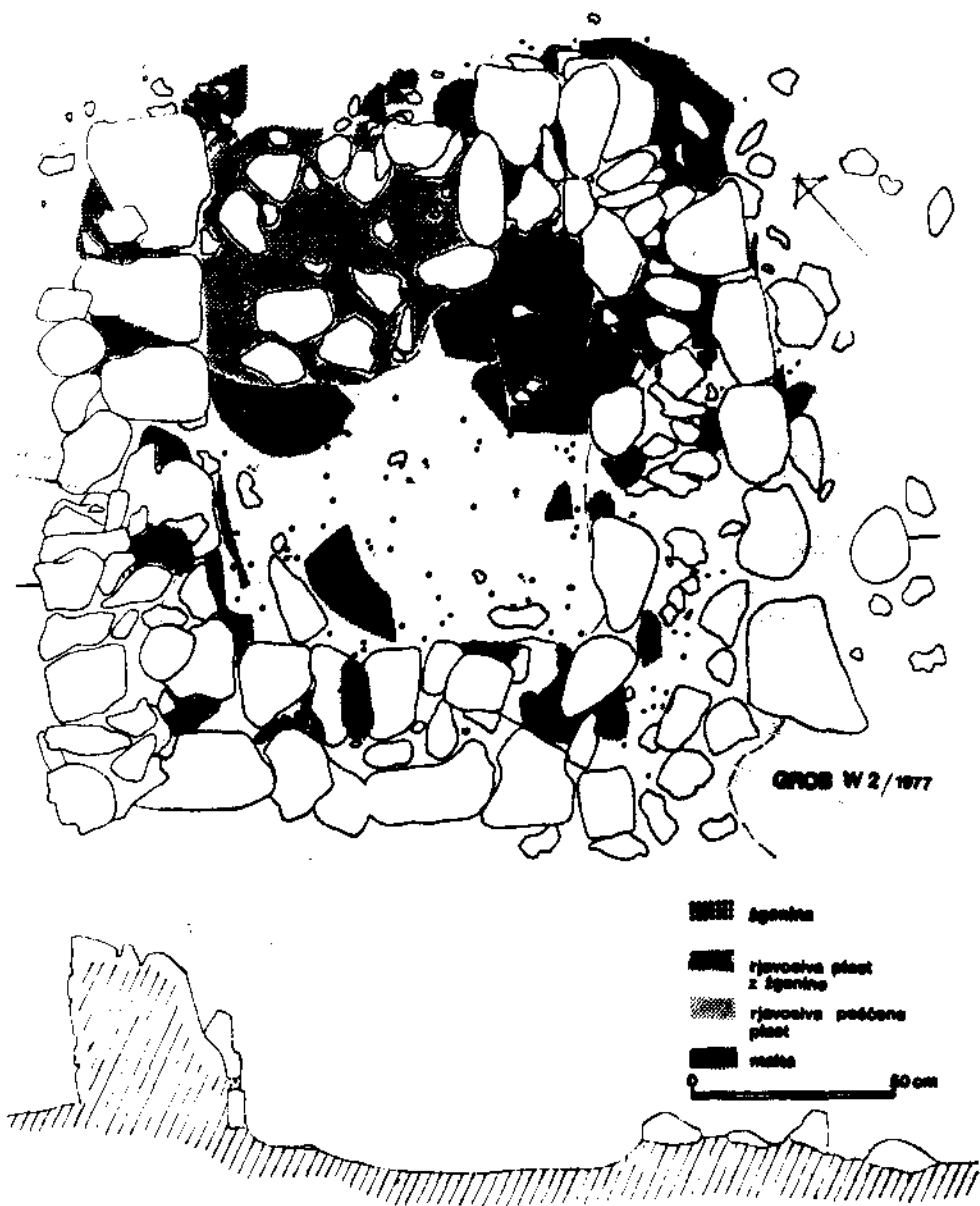 GROB W 2/1977
žganina
rjavosiva plast
z žganino
rjavosiva peščena
plast
malta
0 50 cm